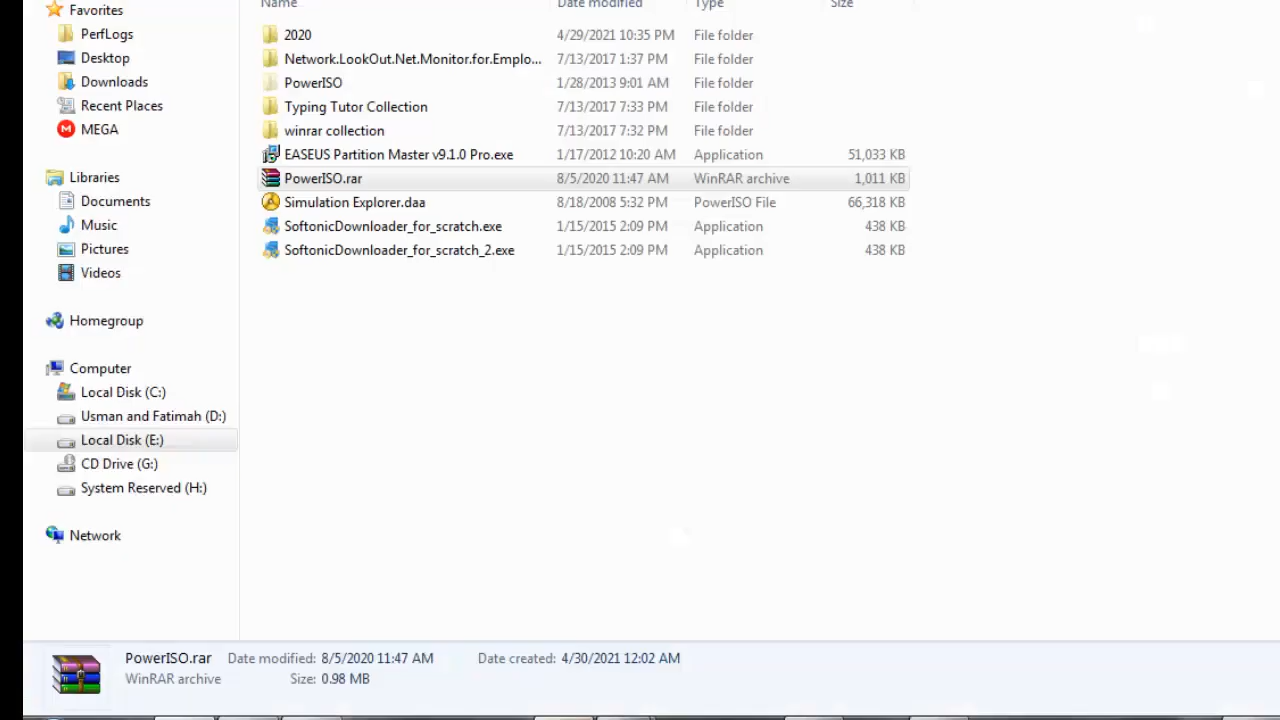 Name Date modified Type Size
Favorites
PerfLogs
Desktop
Downloads
Recent Places
MEGA
Libraries
Documents
Music
Pictures
Videos
Homegroup
Computer
Local Disk (C:)
Usman and Fatimah (D:)
Local Disk (E:)
CD Drive (G:)
System Reserved (H:)
Network
2020 4/29/2021 10:35 PM File folder
Network.LookOut.Net.Monitor.for.Emplo... 7/13/2017 1:37 PM File folder
PowerISO 1/28/2013 9:01 AM File folder
Typing Tutor Collection 7/13/2017 7:33 PM File folder
winrar collection 7/13/2017 7:32 PM File folder
EASEUS Partition Master v9.1.0 Pro.exe 1/17/2012 10:20 AM Application 51,033 KB
PowerISO.rar 8/5/2020 11:47 AM WinRAR archive 1,011 KB
Simulation Explorer.daa 8/18/2008 5:32 PM PowerISO File 66,318 KB
SoftonicDownloader_for_scratch.exe 1/15/2015 2:09 PM Application 438 KB
SoftonicDownloader_for_scratch_2.exe 1/15/2015 2:09 PM Application 438 KB
PowerISO.rar Date modified: 8/5/2020 11:47 AM Date created: 4/30/2021 12:02 AM
WinRAR archive Size: 0.98 MB